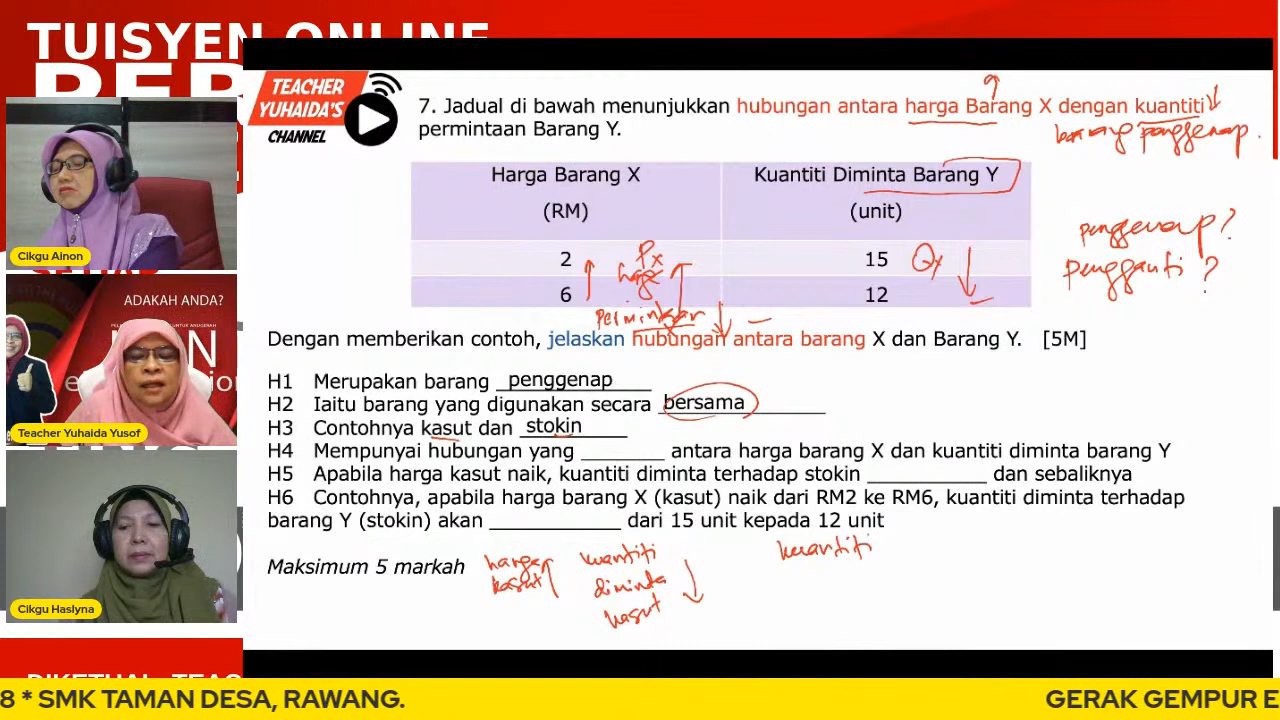 TUISYEN ONLINE
TEACHER
YUHAIDA'S
CHANNEL
7. Jadual di bawah menunjukkan hubungan antara harga Barang X dengan kuantiti
permintaan Barang Y.
barang penggenap.
Harga Barang X
(RM)
Kuantiti Diminta Barang Y
(unit)
penggenap?
pengganti?
2
Px
15
harga
6
12
permintaan
Dengan memberikan contoh, jelaskan hubungan antara barang X dan Barang Y. [5M]
H1 Merupakan barang penggenap
H2 Iaitu barang yang digunakan secara bersama
H3 Contohnya kasut dan stokin
H4 Mempunyai hubungan yang ________ antara harga barang X dan kuantiti diminta barang Y
H5 Apabila harga kasut naik, kuantiti diminta terhadap stokin ___________ dan sebaliknya
H6 Contohnya, apabila harga barang X (kasut) naik dari RM2 ke RM6, kuantiti diminta terhadap
barang Y (stokin) akan ____________ dari 15 unit kepada 12 unit
Maksimum 5 markah
harga
kasut
kuantiti
diminta
kasut
kuantiti
Cikgu Ainon
ADAKAH ANDA?
Teacher Yuhaida Yusof
Cikgu Haslyna
8 * SMK TAMAN DESA, RAWANG.
GERAK GEMPUR E